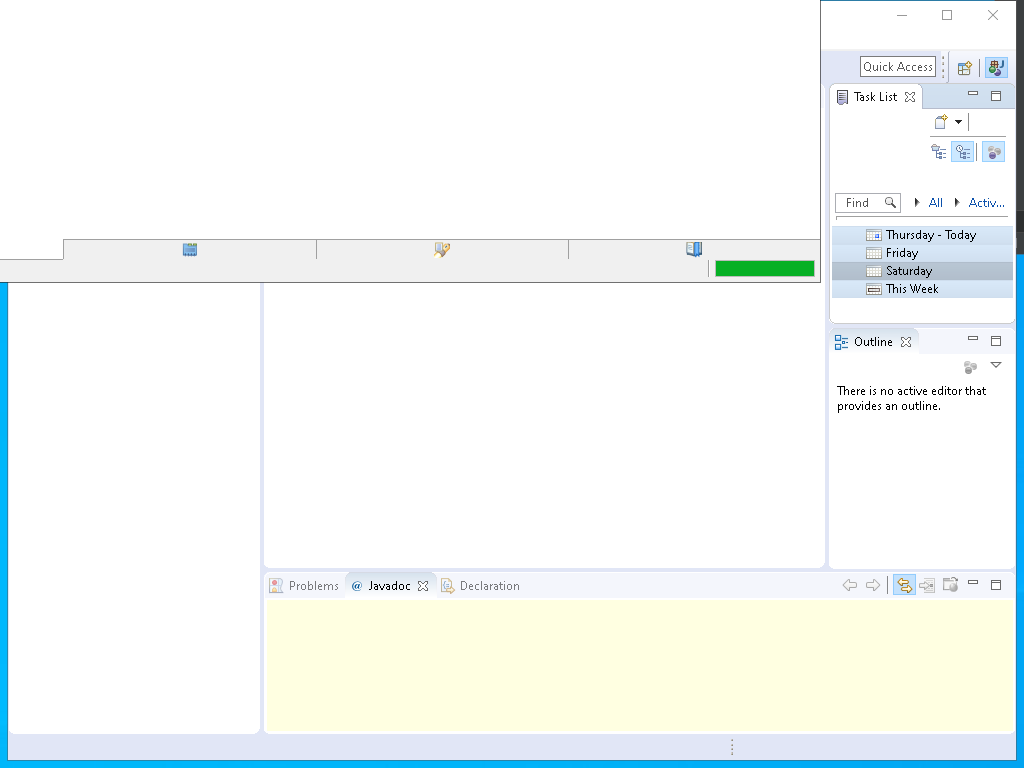 Quick Access
Task List
Find
All
Activ...
Thursday - Today
Friday
Saturday
This Week
Outline
There is no active editor that
provides an outline.
Problems
@ Javadoc
Declaration